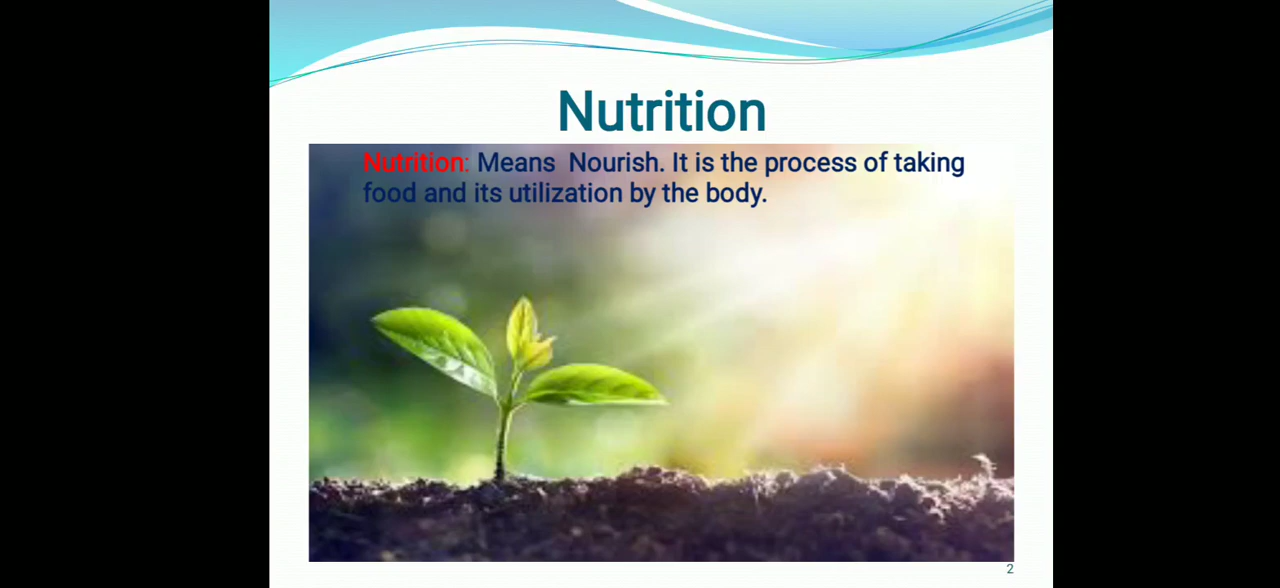 Nutrition
Nutrition: Means  Nourish. It is the process of taking
food and its utilization by the body.
2